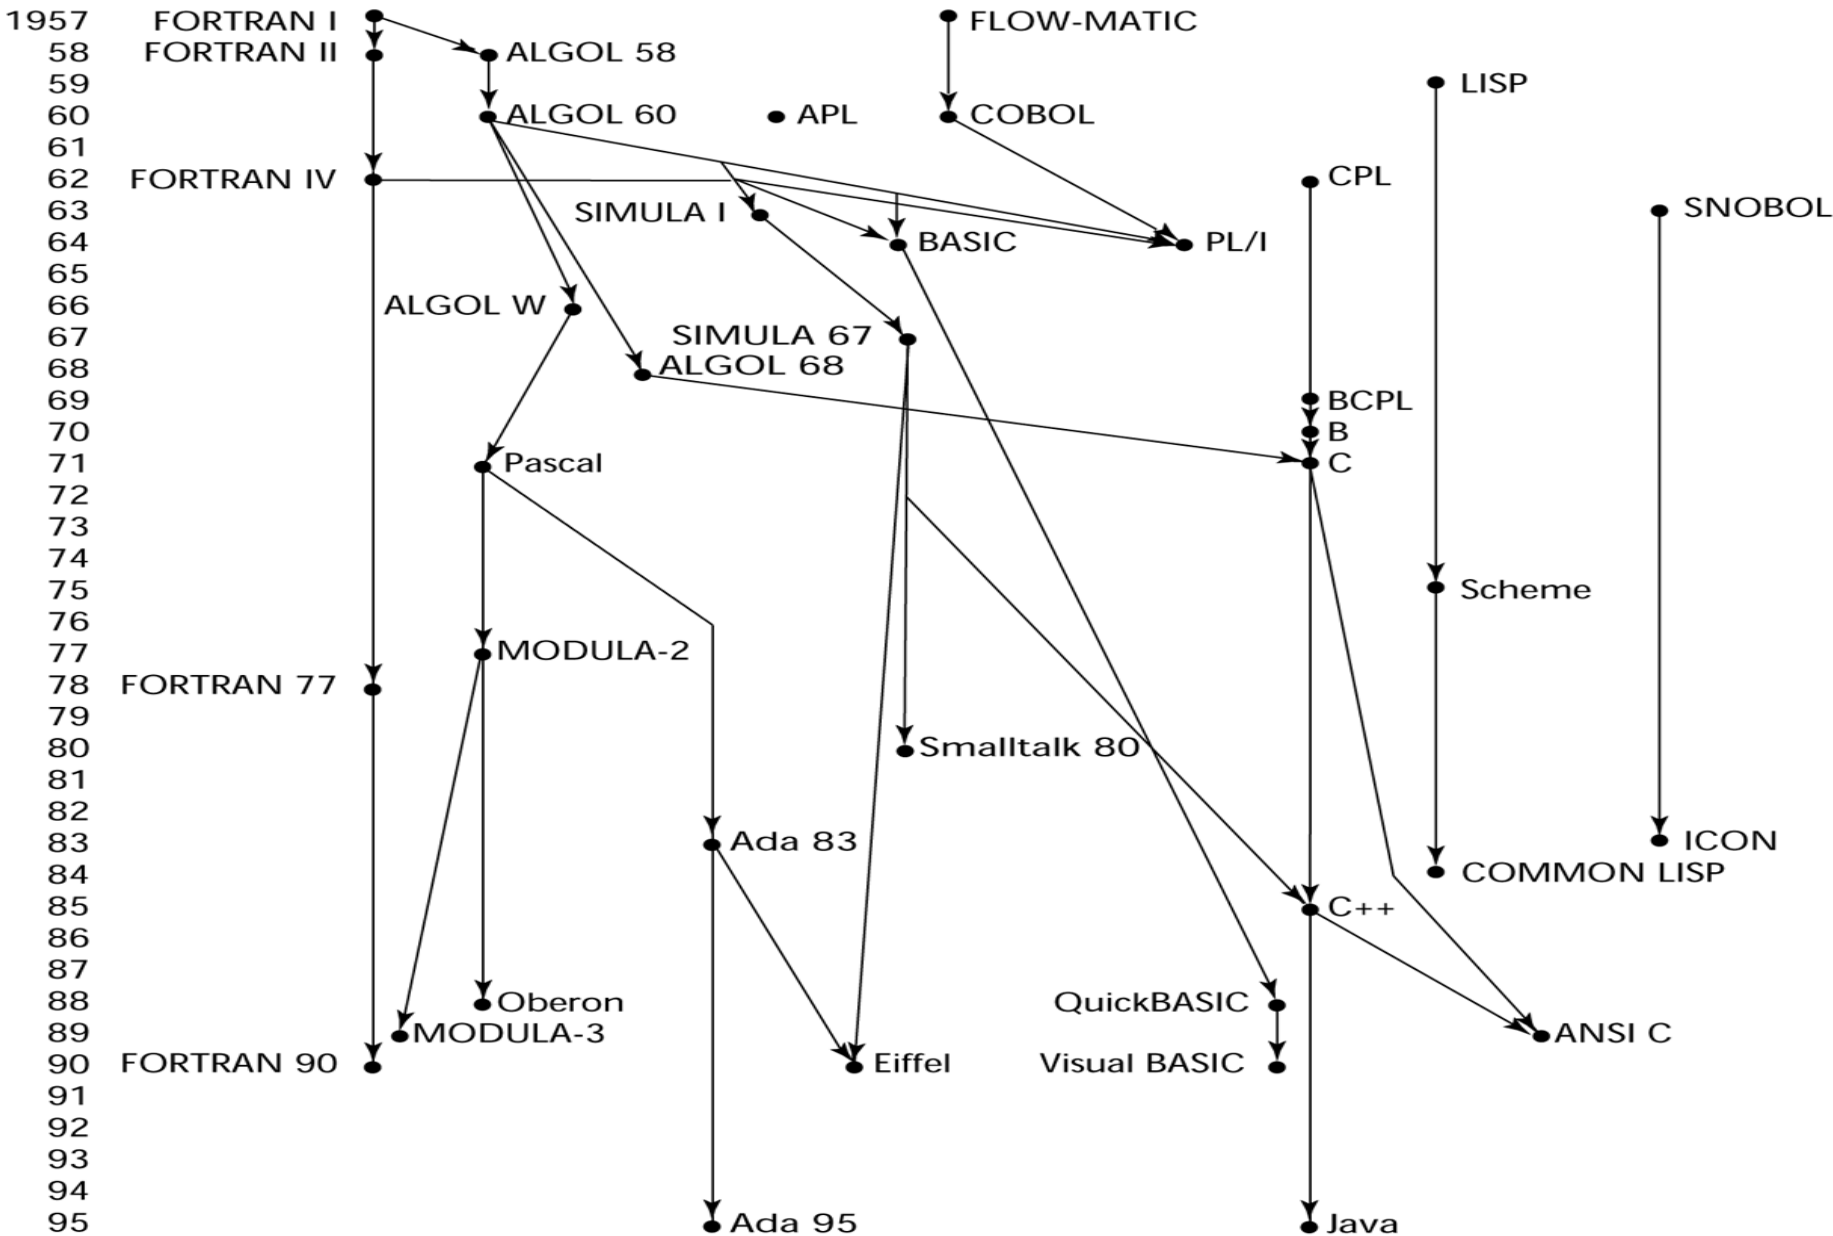 1957 FORTRAN I FLOW-MATIC
58 FORTRAN II ALGOL 58
59 LISP
60 ALGOL 60 APL COBOL
61
62 FORTRAN IV CPL
63 SIMULA I SNOBOL
64 BASIC PL/I
65
66 ALGOL W
67 SIMULA 67
68 ALGOL 68
69 BCPL
70 B
71 Pascal C
72
73
74
75 Scheme
76
77 MODULA-2
78 FORTRAN 77
79
80 Smalltalk 80
81
82
83 Ada 83 ICON
84 COMMON LISP
85 C++
86
87
88 Oberon QuickBASIC
89 MODULA-3 ANSI C
90 FORTRAN 90 Eiffel Visual BASIC
91
92
93
94
95 Ada 95 Java